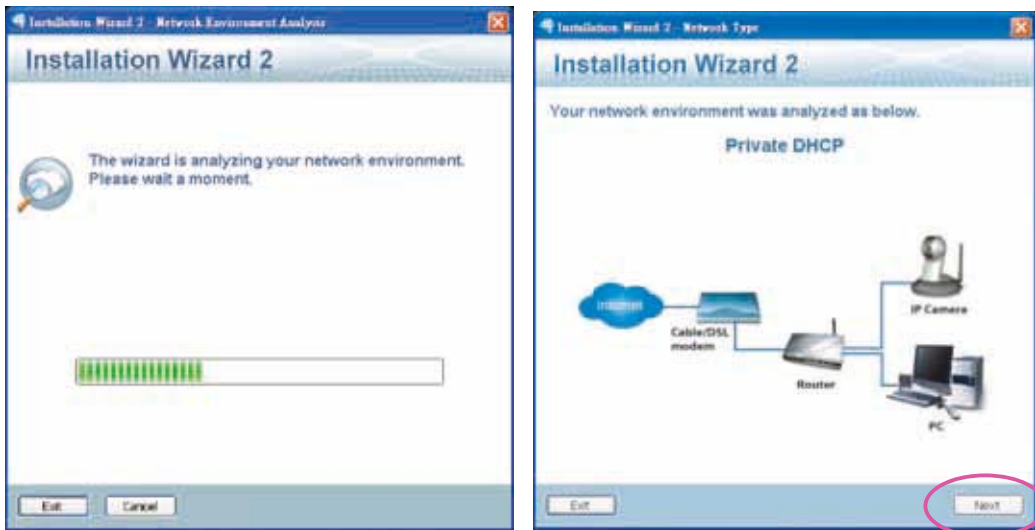 Installation Wizard 2 - Network Environment Analysis
Installation Wizard 2
The wizard is analyzing your network environment.
Please wait a moment.
Exit
Cancel
Installation Wizard 2 - Network Type
Installation Wizard 2
Your network environment was analyzed as below.
Private DHCP
Internet
Cable/DSL
modem
Router
IP Camera
PC
Exit
Next